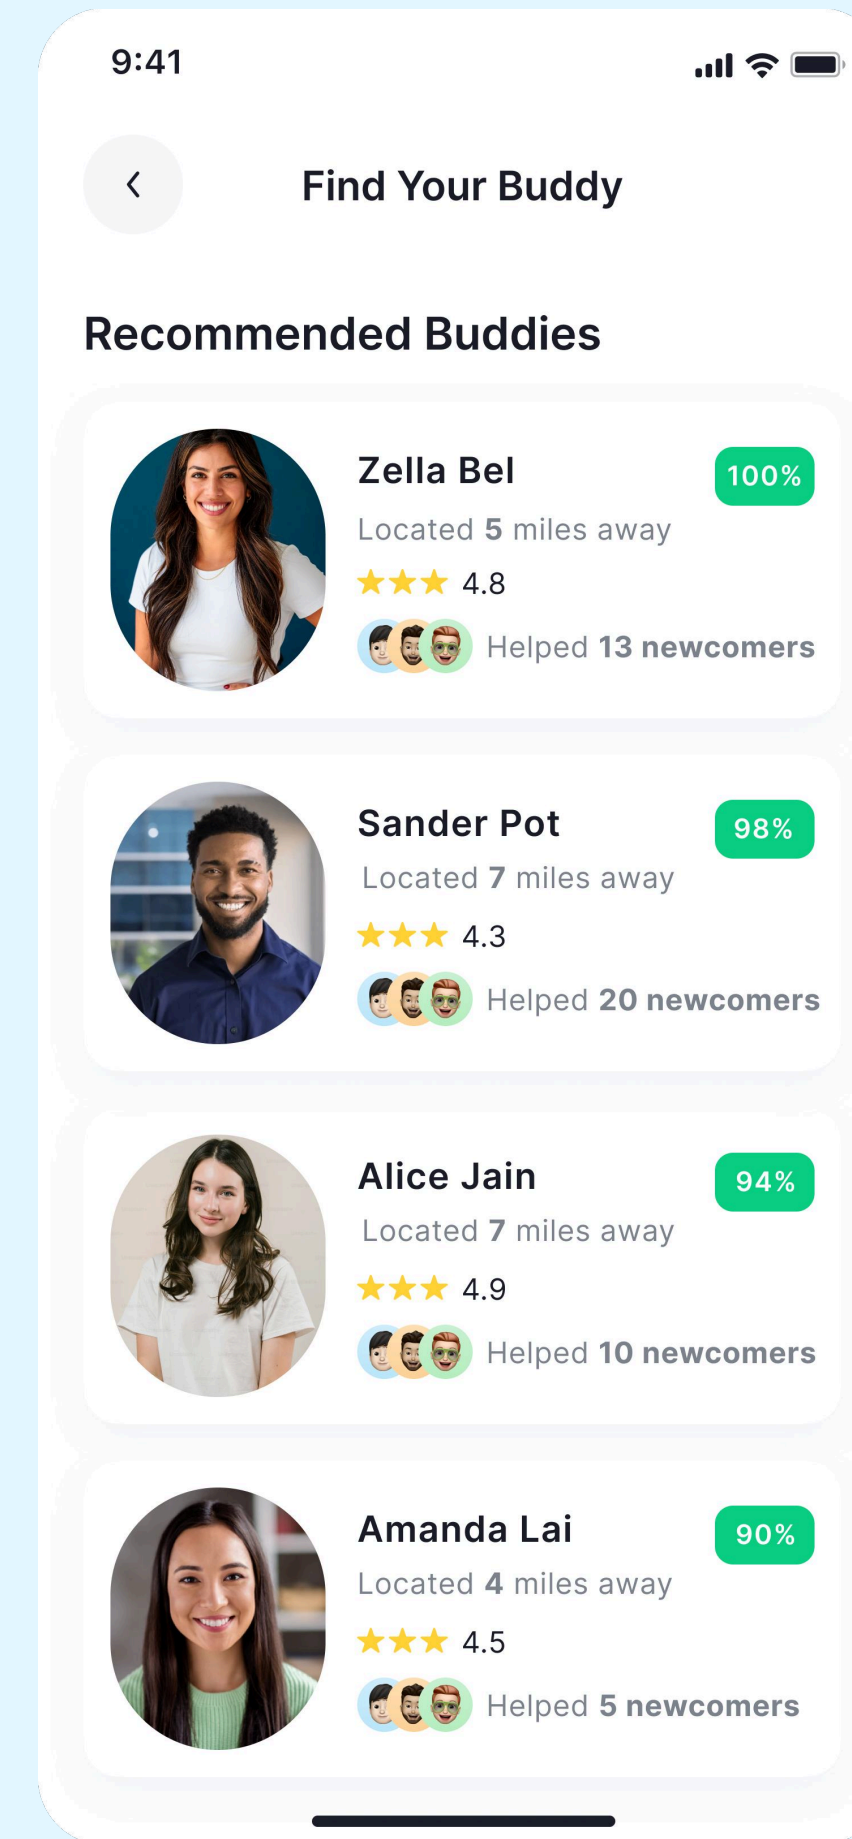 9:41
Find Your Buddy
Recommended Buddies
Zella Bel
100%
Located 5 miles away
4.8
Helped 13 newcomers
Sander Pot
98%
Located 7 miles away
4.3
Helped 20 newcomers
Alice Jain
94%
Located 7 miles away
4.9
Helped 10 newcomers
Amanda Lai
90%
Located 4 miles away
4.5
Helped 5 newcomers